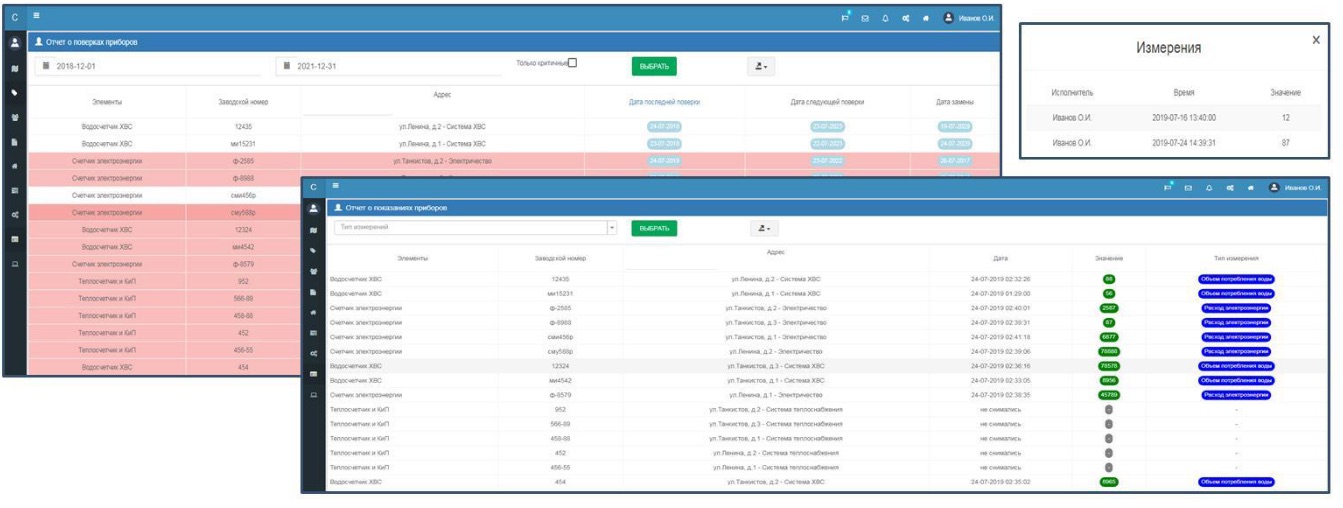 С
Иванов О.И.
Отчет о поверках приборов
2018-12-01 2021-12-31 Только критичные ВЫБРАТЬ
Элементы Заводской номер Адрес Дата последней поверки Дата следующей поверки Дата замены
Водосчетчик ХВС 12435 ул.Ленина, д.2 - Система ХВС 24-07-2019 23-07-2023 19-07-2029
Водосчетчик ХВС мм15231 ул.Ленина, д.1 - Система ХВС 23-07-2019 22-07-2023 24-07-2029
Счетчик электроэнергии ф-2585 ул.Танкистов, д.2 - Электричество 24-07-2019 23-07-2022 26-07-2017
Счетчик электроэнергии ф-8988
Счетчик электроэнергии сми456р
Счетчик электроэнергии сму588р
Водосчетчик ХВС 12324
Водосчетчик ХВС мм4542
Счетчик электроэнергии ф-8579
Теплосчетчик и КиП 952
Теплосчетчик и КиП 566-89
Теплосчетчик и КиП 458-88
Теплосчетчик и КиП 452
Теплосчетчик и КиП 456-55
Водосчетчик ХВС 454
Измерения X
Исполнитель Время Значение
Иванов О.И. 2019-07-16 13:40:00 12
Иванов О.И. 2019-07-24 14:39:31 87
С
Иванов О.И.
Отчет о показаниях приборов
Тип измерений ВЫБРАТЬ
Элементы Заводской номер Адрес Дата Значение Тип измерения
Водосчетчик ХВС 12435 ул.Ленина, д.2 - Система ХВС 24-07-2019 02:32:26 88 Объем потребления воды
Водосчетчик ХВС мм15231 ул.Ленина, д.1 - Система ХВС 24-07-2019 01:29:00 56 Объем потребления воды
Счетчик электроэнергии ф-2585 ул.Танкистов, д.2 - Электричество 24-07-2019 02:40:01 2587 Расход электроэнергии
Счетчик электроэнергии ф-8988 ул.Танкистов, д.3 - Электричество 24-07-2019 02:39:31 87 Расход электроэнергии
Счетчик электроэнергии сми456р ул.Танкистов, д.1 - Электричество 24-07-2019 02:41:18 6877 Расход электроэнергии
Счетчик электроэнергии сму588р ул.Ленина, д.2 - Электричество 24-07-2019 02:39:06 78888 Расход электроэнергии
Водосчетчик ХВС 12324 ул.Танкистов, д.3 - Система ХВС 24-07-2019 02:36:16 78578 Объем потребления воды
Водосчетчик ХВС мм4542 ул.Танкистов, д.1 - Система ХВС 24-07-2019 02:33:05 8956 Объем потребления воды
Счетчик электроэнергии ф-8579 ул.Ленина, д.1 - Электричество 24-07-2019 02:38:35 45789 Расход электроэнергии
Теплосчетчик и КиП 952 ул.Танкистов, д.2 - Система теплоснабжения не снимались - -
Теплосчетчик и КиП 566-89 ул.Танкистов, д.3 - Система теплоснабжения не снимались - -
Теплосчетчик и КиП 458-88 ул.Танкистов, д.1 - Система теплоснабжения не снимались - -
Теплосчетчик и КиП 452 ул.Ленина, д.2 - Система теплоснабжения не снимались - -
Теплосчетчик и КиП 456-55 ул.Ленина, д.1 - Система теплоснабжения не снимались - -
Водосчетчик ХВС 454 ул.Танкистов, д.2 - Система ХВС 24-07-2019 02:35:02 8965 Объем потребления воды